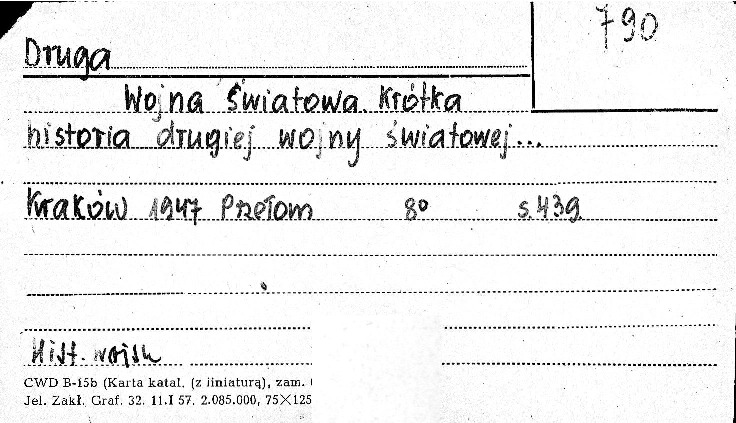 790
Druga
Wojna Światowa. Krótka
historia drugiej wojny światowej...
Kraków 1947 Przełom 8° s. 439
Hist. wojsk
CWD B-15b (Karta katal. (z liniaturą), zam.
Jel. Zakł. Graf. 32. 11.I 57. 2.085.000, 75×125